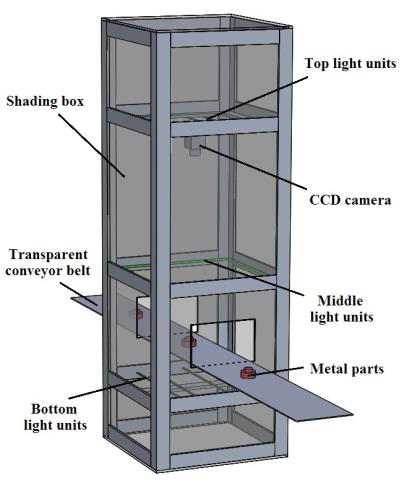 Top light units
Shading box
CCD camera
Transparent
conveyor belt
Middle
light units
Metal parts
Bottom
light units